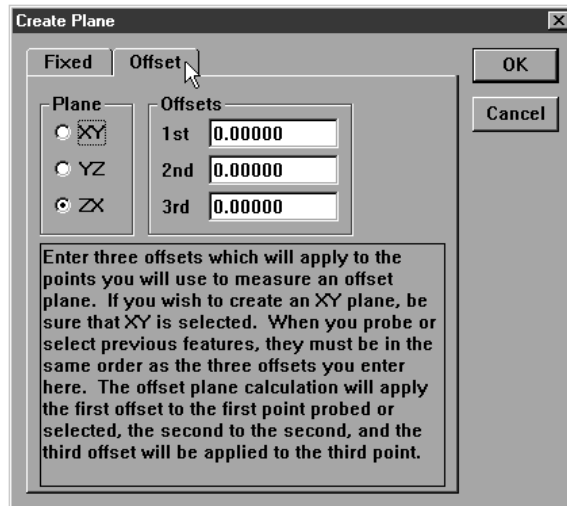 Create Plane
Fixed Offset
OK
Cancel
Plane
XY
YZ
ZX
Offsets
1st 0.00000
2nd 0.00000
3rd 0.00000
Enter three offsets which will apply to the
points you will use to measure an offset
plane. If you wish to create an XY plane, be
sure that XY is selected. When you probe or
select previous features, they must be in the
same order as the three offsets you enter
here. The offset plane calculation will apply
the first offset to the first point probed or
selected, the second to the second, and the
third offset will be applied to the third point.